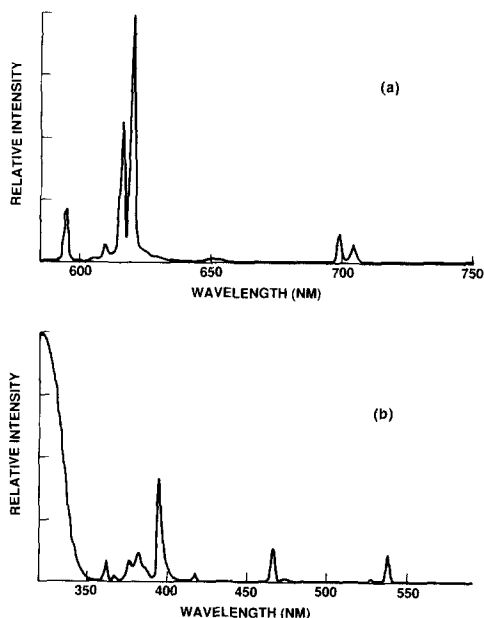 (a)
RELATIVE INTENSITY
600 650 700 750
WAVELENGTH (NM)
(b)
RELATIVE INTENSITY
350 400 450 500 550
WAVELENGTH (NM)